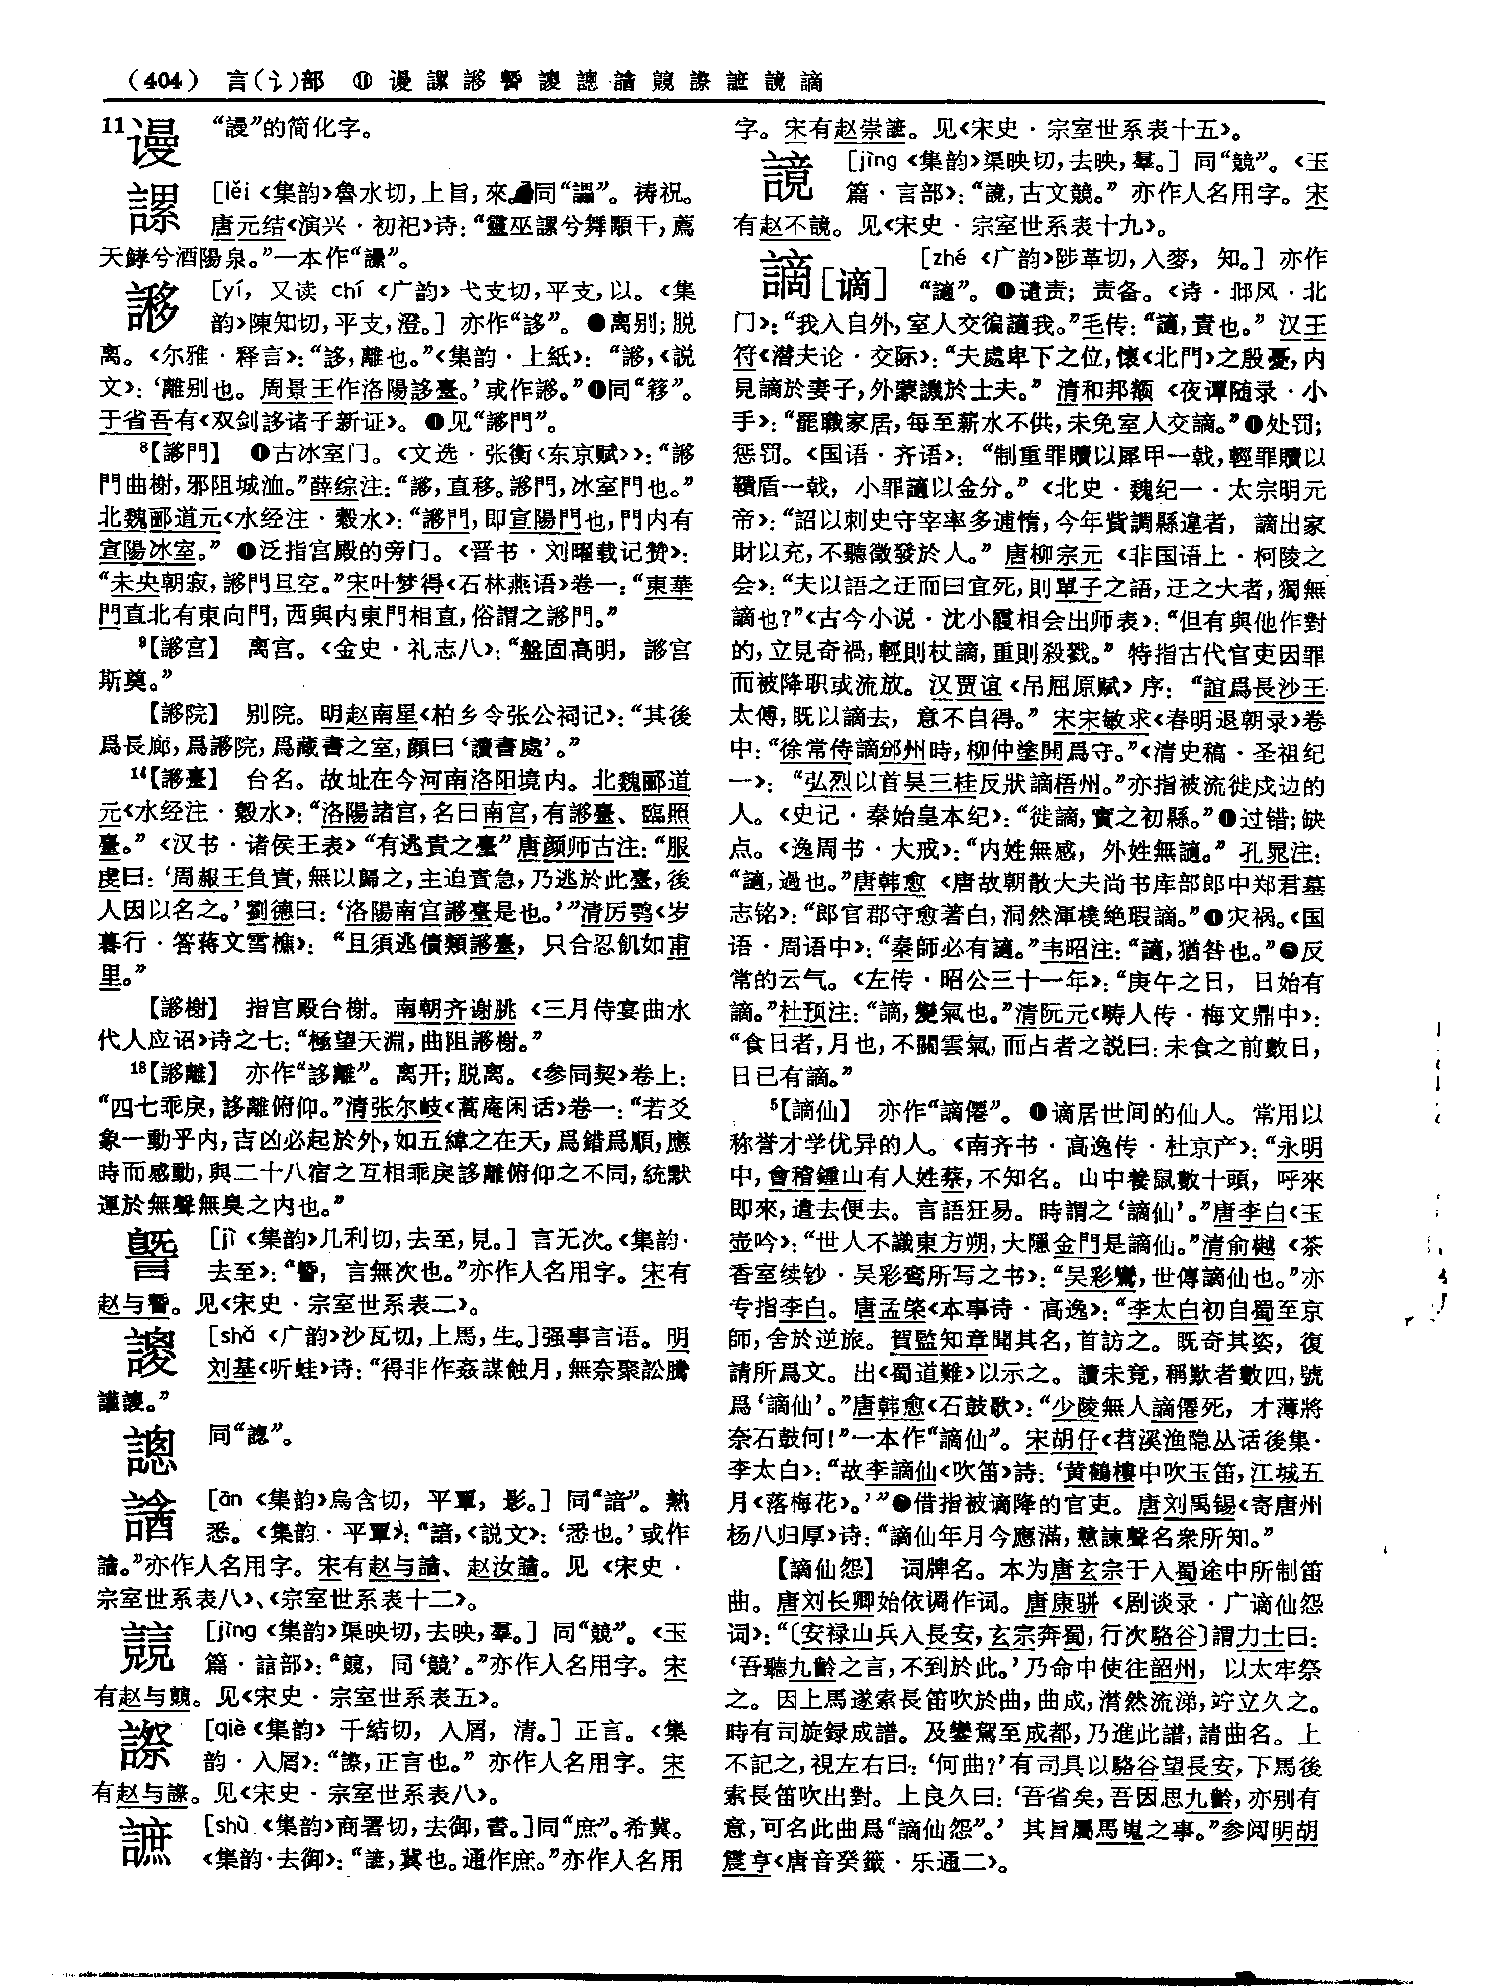 （404） 言(讠)部 ⑪ 谩 謤 謻 謺 謖 謥 諳 競 詧 謶 謜 謫
11谩 “謾”的简化字。
[lěi《集韵》魯水切,上旨,來。同“讄”。祷祝。
唐元结《演兴·初祀》诗：“靈巫謤兮舞顒干,薦
天鉾兮酒陽泉。”一本作“讄”。
謻 [yí, 又读 chí《广韵》弋支切,平支,以。《集
韵》陳知切,平支,澄。] 亦作“誃”。 ❶离别；脱
离。《尔雅·释言》：“誃,離也。”《集韵·上紙》：“謻,《説
文》：‘離别也。周景王作洛陽誃臺。’或作謻。”同“簃”。
于省吾有《双剑誃诸子新证》。 见“謻門”。
8【謻門】 ❶古冰室门。《文选·张衡〈东京赋〉》：“謻
門曲榭,邪阻城洫。”薛综注：“謻,直移。謻門,冰室門也。”
北魏郦道元《水经注·穀水》：“謻門,即宣陽門也,門内有
宣陽冰室。” 泛指宫殿的旁门。《晋书·刘曜载记赞》：
“未央朝寂,謻門旦空。”宋叶梦得《石林燕语》卷一：“東華
門直北有東向門,西與内東門相直,俗謂之謻門。”
9【謻宫】 离宫。《金史·礼志八》：“盤固高明，謻宫
斯奠。”
【謻院】 别院。明赵南星《柏乡令张公祠记》：“其後
爲長廊,爲謻院,爲藏書之室,顔曰‘讀書處’。”
14【謻臺】 台名。故址在今河南洛阳境内。北魏郦道
元《水经注·穀水》：“洛陽諸宫,名曰南宫,有謻臺、臨照
臺。”《汉书·诸侯王表》“有逃責之臺”唐颜师古注：“服
虔曰：‘周赧王負責,無以歸之,主迫責急,乃逃於此臺,後
人因以名之。’劉德曰：‘洛陽南宫謻臺是也。’”清厉鹗《岁
暮行·答蒋文雪樵》：“且須逃債類謻臺，只合忍飢如甫
里。”
【謻榭】 指宫殿台榭。南朝齐谢朓《三月侍宴曲水
代人应诏》诗之七：“極望天淵,曲阻謻榭。”
18【謻離】 亦作“誃離”。离开；脱离。《参同契》卷上：
“四七乖戾,誃離俯仰。”清张尔岐《蒿庵闲话》卷一：“若爻
象一動乎内,吉凶必起於外,如五緯之在天,爲錯爲順,應
時而感動,與二十八宿之互相乖戾誃離俯仰之不同,統默
運於無聲無臭之内也。”
[jì《集韵》几利切,去至,見。] 言无次。《集韵·
去至》：“，言無次也。”亦作人名用字。宋有
赵与。见《宋史·宗室世系表二》。
[shǎ《广韵》沙瓦切,上馬,生。]强事言语。明
刘基《听蛙》诗：“得非作姦謀蝕月,無奈聚訟騰
讙。”
謥 同“”。
[ān《集韵》烏含切，平覃，影。] 同“諳”。熟
悉。《集韵·平覃》：“諳,《説文》：‘悉也。’或作
。”亦作人名用字。宋有赵与、赵汝。见《宋史·
宗室世系表八》、《宗室世系表十二》。
[jìng《集韵》渠映切,去映,羣。] 同“競”。《玉
篇·誩部》：“，同‘競’。”亦作人名用字。宋
有赵与。见《宋史·宗室世系表五》。
[qiè《集韵》千結切，入屑，清。] 正言。《集
韵·入屑》：“，正言也。” 亦作人名用字。宋
有赵与。见《宋史·宗室世系表八》。
謶 [shù《集韵》商署切,去御,書。]同“庶”。希冀。
《集韵·去御》：“謶,冀也。通作庶。”亦作人名用
字。宋有赵崇謶。见《宋史·宗室世系表十五》。
[jìng《集韵》渠映切,去映,羣。] 同“競”。《玉
篇·言部》：“,古文競。” 亦作人名用字。宋
有赵不。见《宋史·宗室世系表十九》。
謫[谪] [zhé《广韵》陟革切,入麥，知。] 亦作
“讁”。❶谴责；责备。《诗·邶风·北
门》：“我入自外,室人交徧讁我。”毛传：“讁,責也。” 汉王
符《潜夫论·交际》：“夫處卑下之位,懷《北門》之殷憂,内
見謫於妻子,外蒙譏於士夫。” 清和邦额《夜谭随录·小
手》：“罷職家居,每至薪水不供,未免室人交謫。”处罚；
惩罚。《国语·齐语》：“制重罪贖以犀甲一戟,輕罪贖以
鞼盾一戟，小罪讁以金分。”《北史·魏纪一·太宗明元
帝》：“詔以刺史守宰率多逋惰,今年貲調縣違者，謫出家
財以充,不聽徵發於人。” 唐柳宗元《非国语上·柯陵之
会》：“夫以語之迂而曰宜死,則單子之語,迂之大者,獨無
謫也？”《古今小说·沈小霞相会出师表》：“但有與他作對
的,立見奇禍,輕則杖謫,重則殺戮。” 特指古代官吏因罪
而被降职或流放。汉贾谊《吊屈原赋》序：“誼爲長沙王
太傅,既以謫去，意不自得。” 宋宋敏求《春明退朝录》卷
中：“徐常侍謫邠州時,柳仲塗開爲守。”《清史稿·圣祖纪
一》：“弘烈以首吴三桂反狀謫梧州。”亦指被流徙戍边的
人。《史记·秦始皇本纪》：“徙謫,實之初縣。”过错；缺
点。《逸周书·大戒》：“内姓無感，外姓無讁。” 孔晁注：
“讁,過也。”唐韩愈《唐故朝散大夫尚书库部郎中郑君墓
志铭》：“郎官郡守愈著白,洞然渾樸绝瑕謫。”灾祸。《国
语·周语中》：“秦師必有讁。”韦昭注：“讁,猶咎也。”反
常的云气。《左传·昭公三十一年》：“庚午之日，日始有
謫。”杜预注：“謫,變氣也。”清阮元《畴人传·梅文鼎中》：
“食日者,月也,不關雲氣,而占者之説曰：未食之前數日，
日已有謫。”
5【謫仙】 亦作“謫僊”。❶谪居世间的仙人。常用以
称誉才学优异的人。《南齐书·高逸传·杜京产》：“永明
中,會稽鍾山有人姓蔡,不知名。山中養鼠數十頭，呼來
即來,遣去便去。言語狂易。時謂之‘謫仙’。”唐李白《玉
壶吟》：“世人不識東方朔,大隱金門是謫仙。”清俞樾《茶
香室续钞·吴彩鸾所写之书》：“吴彩鸞,世傳謫仙也。”亦
专指李白。唐孟棨《本事诗·高逸》：“李太白初自蜀至京
師,舍於逆旅。賀監知章聞其名,首訪之。既奇其姿，復
請所爲文。出《蜀道難》以示之。讀未竟,稱歎者數四,號
爲‘謫仙’。”唐韩愈《石鼓歌》：“少陵無人謫僊死，才薄將
奈石鼓何！”一本作“謫仙”。宋胡仔《苕溪渔隐丛话後集·
李太白》：“故李謫仙《吹笛》詩：‘黄鶴樓中吹玉笛,江城五
月《落梅花》。’”借指被谪降的官吏。唐刘禹锡《寄唐州
杨八归厚》诗：“謫仙年月今應滿,戇諫聲名衆所知。”
【謫仙怨】 词牌名。本为唐玄宗于入蜀途中所制笛
曲。唐刘长卿始依调作词。唐康骈《剧谈录·广谪仙怨
词》：“〔安禄山兵入長安,玄宗奔蜀,行次駱谷〕謂力士曰：
‘吾聽九齡之言,不到於此。’乃命中使往韶州，以太牢祭
之。因上馬遂索長笛吹於曲,曲成,潸然流涕,竚立久之。
時有司旋録成譜。及鑾駕至成都,乃進此譜,請曲名。上
不記之,視左右曰：‘何曲？’有司具以駱谷望長安,下馬後
索長笛吹出對。上良久曰：‘吾省矣,吾因思九齡,亦别有
意,可名此曲爲“謫仙怨”。’ 其旨屬馬嵬之事。”参阅明胡
震亨《唐音癸籤·乐通二》。